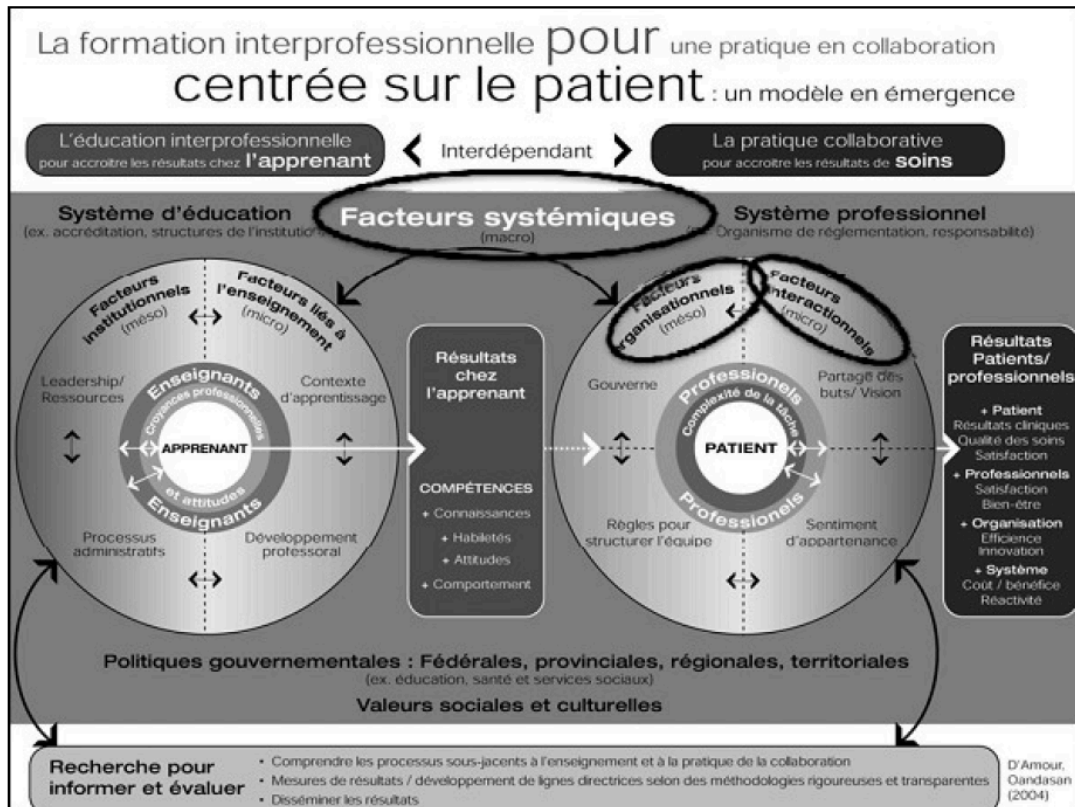 La formation interprofessionnelle pour une pratique en collaboration
centrée sur le patient : un modèle en émergence
L'éducation interprofessionnelle
pour accroître les résultats chez l'apprenant
Interdépendant
La pratique collaborative
pour accroître les résultats de soins
Système d'éducation
(ex. accréditation, structures de l'institution
Facteurs systémiques
(macro)
Système professionnel
Organisme de réglementation, responsabilité)
Facteurs
institutionnels
(méso)
Facteurs liés à
l'enseignement
(micro)
Leadership/
Ressources
Contexte
d'apprentissage
Enseignants
Croyances professionnelles
APPRENANT
et attitudes
Enseignants
Processus
administratifs
Développement
professoral
Résultats
chez
l'apprenant
COMPÉTENCES
+ Connaissances
+ Habiletés
+ Attitudes
+ Comportement
Facteurs
organisationnels
(méso)
Facteurs
interactionnels
(micro)
Gouverne
Partage des
buts/ Vision
Professionels
Complexité de la tâche
PATIENT
Professionels
Règles pour
structurer l'équipe
Sentiment
d'appartenance
Résultats
Patients/
professionnels
+ Patient
Résultats cliniques
Qualité des soins
Satisfaction
+ Professionnels
Satisfaction
Bien-être
+ Organisation
Efficience
Innovation
+ Système
Coût / bénéfice
Réactivité
Politiques gouvernementales : Fédérales, provinciales, régionales, territoriales
(ex. éducation, santé et services sociaux)
Valeurs sociales et culturelles
Recherche pour
informer et évaluer
• Comprendre les processus sous-jacents à l'enseignement et à la pratique de la collaboration
• Mesures de résultats / développement de lignes directrices selon des méthodologies rigoureuses et transparentes
• Disséminer les résultats
D'Amour,
Oandasan
(2004)